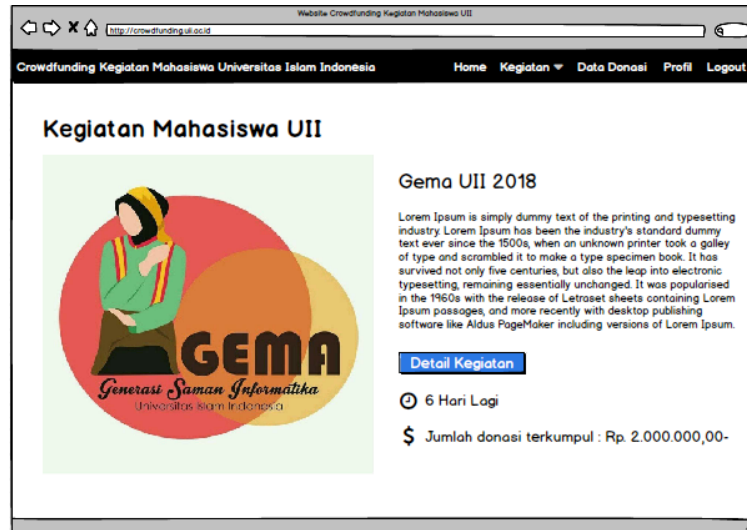 Website Crowdfunding Kegiatan Mahasiswa UII
http://crowdfunding.uii.ac.id
Crowdfunding Kegiatan Mahasiswa Universitas Islam Indonesia Home Kegiatan Data Donasi Profil Logout
Kegiatan Mahasiswa UII
GEMA
Generasi Saman Informatika
Universitas Islam Indonesia
Gema UII 2018
Lorem Ipsum is simply dummy text of the printing and typesetting
industry. Lorem Ipsum has been the industry's standard dummy
text ever since the 1500s, when an unknown printer took a galley
of type and scrambled it to make a type specimen book. It has
survived not only five centuries, but also the leap into electronic
typesetting, remaining essentially unchanged. It was popularised
in the 1960s with the release of Letraset sheets containing Lorem
Ipsum passages, and more recently with desktop publishing
software like Aldus PageMaker including versions of Lorem Ipsum.
Detail Kegiatan
6 Hari Lagi
$ Jumlah donasi terkumpul : Rp. 2.000.000,00-